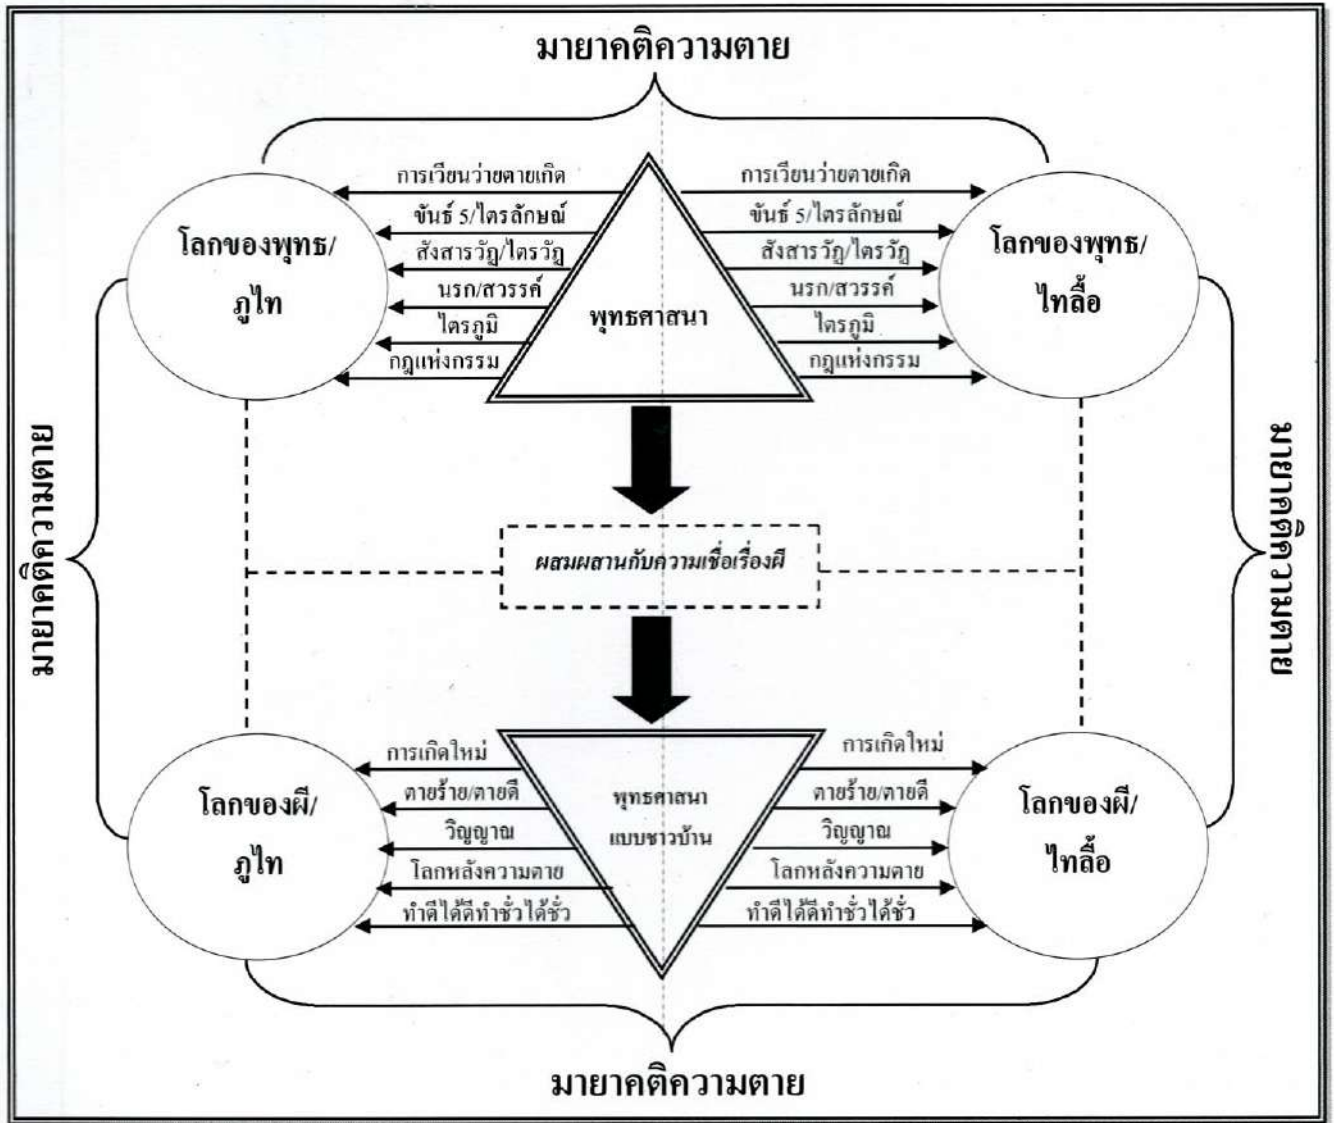 มายาคติความตาย
การเวียนว่ายตายเกิด
การเวียนว่ายตายเกิด
ขันธ์ 5/ไตรลักษณ์
ขันธ์ 5/ไตรลักษณ์
โลกของพุทธ/
ภูไท
สังสารวัฏ/ไตรวัฏ
สังสารวัฏ/ไตรวัฏ
โลกของพุทธ/
ไทลื้อ
นรก/สวรรค์
พุทธศาสนา
นรก/สวรรค์
ไตรภูมิ
ไตรภูมิ
กฎแห่งกรรม
กฎแห่งกรรม
มายาคติความตาย
ผสมผสานกับความเชื่อเรื่องผี
มายาคติความตาย
การเกิดใหม่
การเกิดใหม่
ตายร้าย/ตายดี
ตายร้าย/ตายดี
โลกของผี/
ภูไท
พุทธศาสนา
แบบชาวบ้าน
โลกของผี/
ไทลื้อ
วิญญาณ
วิญญาณ
โลกหลังความตาย
โลกหลังความตาย
ทำดีได้ดีทำชั่วได้ชั่ว
ทำดีได้ดีทำชั่วได้ชั่ว
มายาคติความตาย